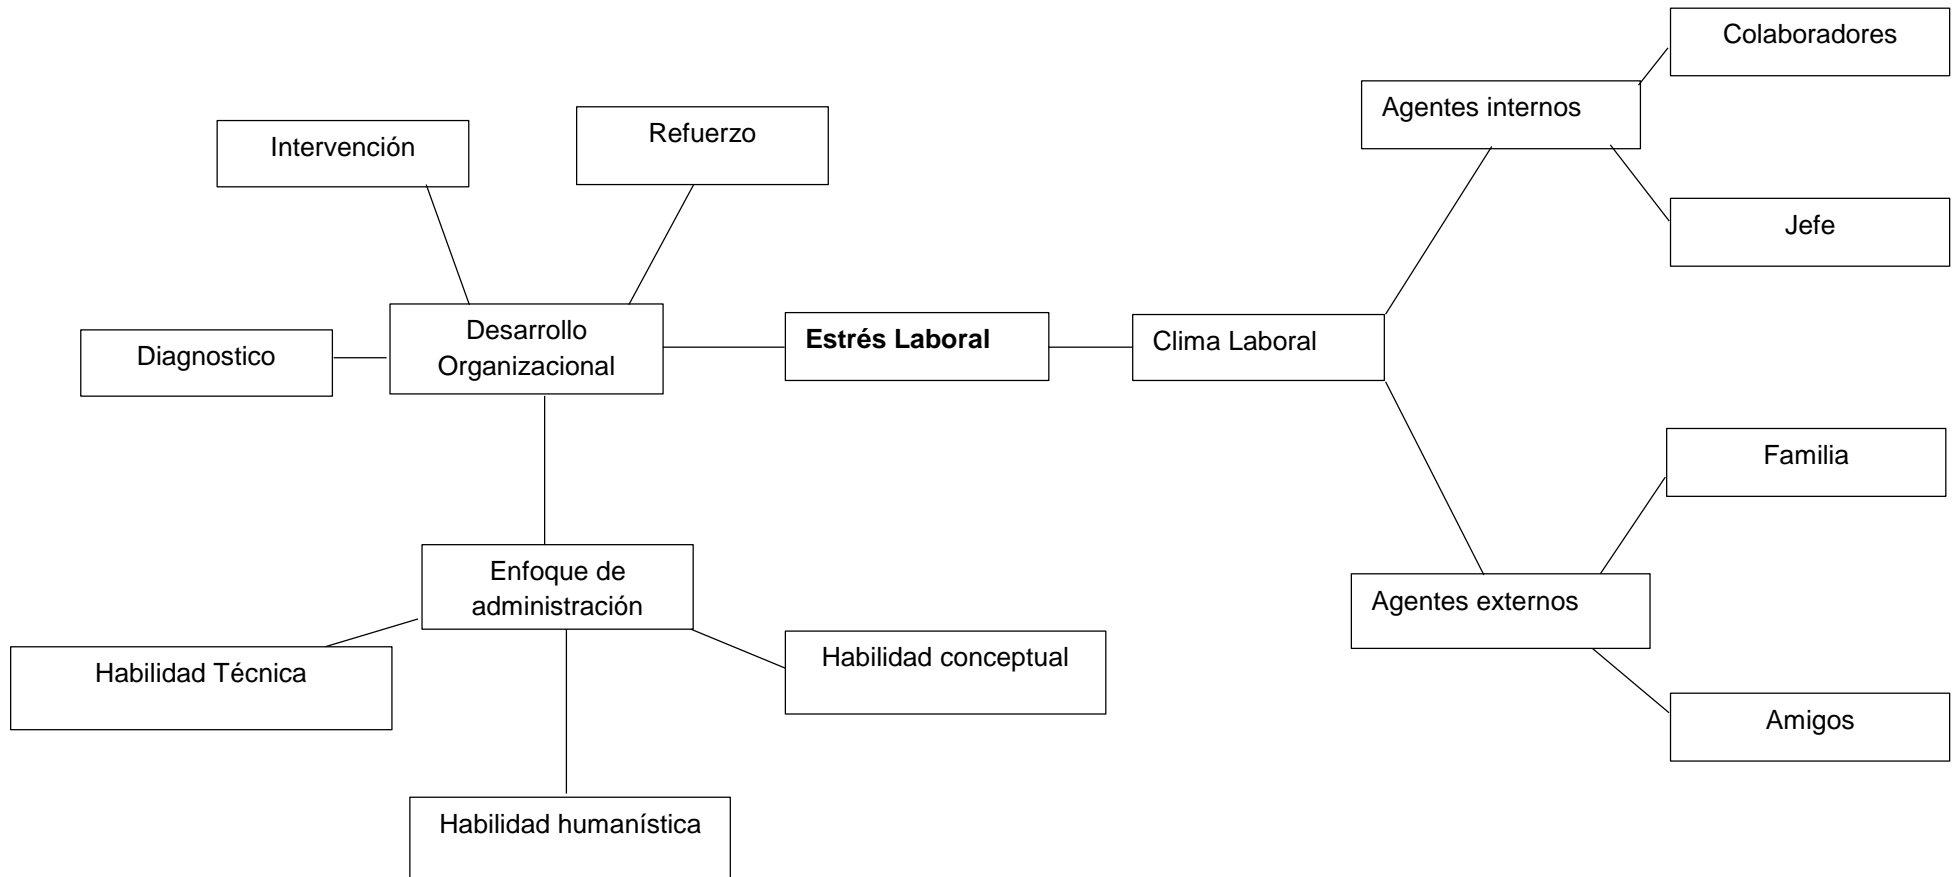 Colaboradores
Agentes internos
Refuerzo
Intervención
Jefe
Desarrollo
Organizacional
Estrés Laboral
Clima Laboral
Diagnostico
Familia
Enfoque de
administración
Agentes externos
Habilidad conceptual
Habilidad Técnica
Amigos
Habilidad humanística